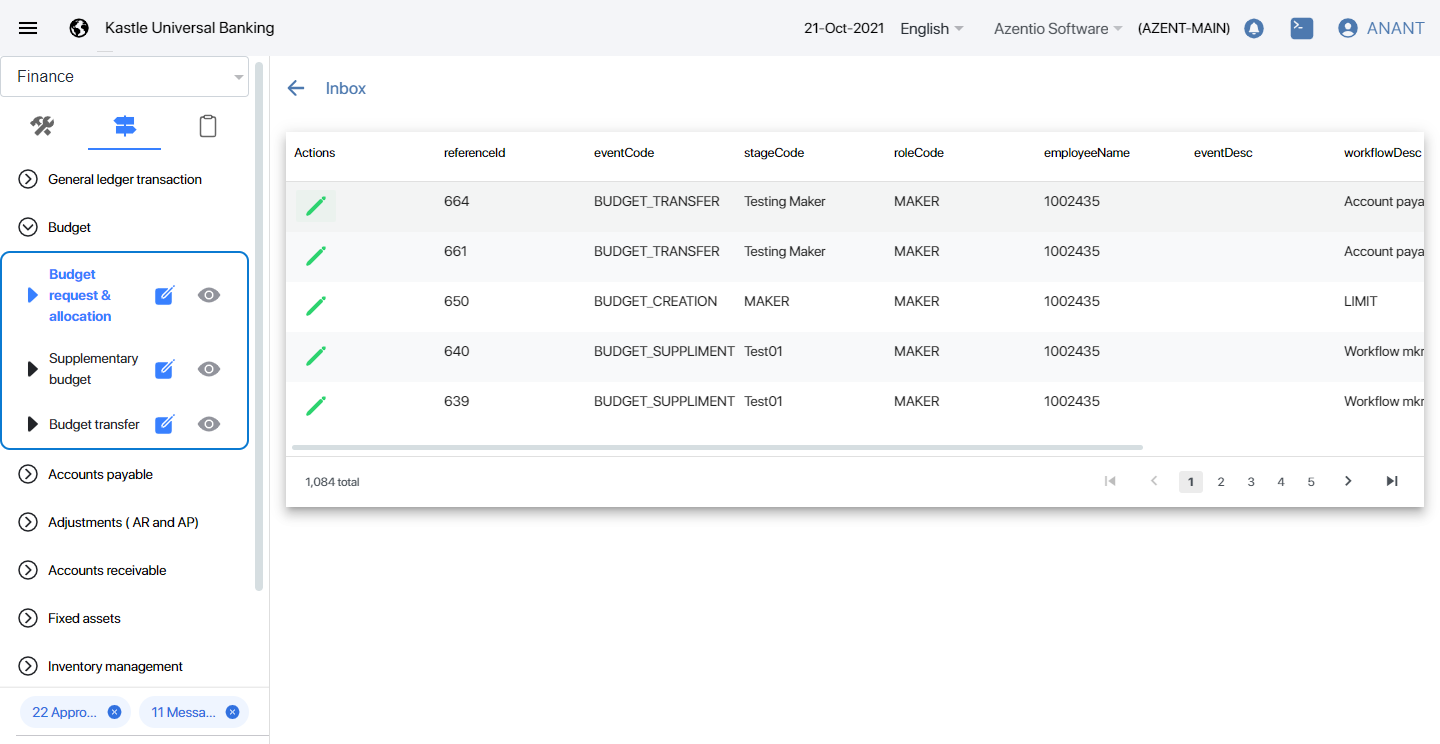 Kastle Universal Banking
21-Oct-2021
English
Azentio Software
(AZENT-MAIN)
ANANT
Finance
General ledger transaction
Budget
Budget
request &
allocation
Supplementary
budget
Budget transfer
Accounts payable
Adjustments ( AR and AP)
Accounts receivable
Fixed assets
Inventory management
22 Appro...
11 Messa...
Inbox
Actions referenceId eventCode stageCode roleCode employeeName eventDesc workflowDesc
664 BUDGET_TRANSFER Testing Maker MAKER 1002435 Account paya
661 BUDGET_TRANSFER Testing Maker MAKER 1002435 Account paya
650 BUDGET_CREATION MAKER MAKER 1002435 LIMIT
640 BUDGET_SUPPLIMENT Test01 MAKER 1002435 Workflow mkr
639 BUDGET_SUPPLIMENT Test01 MAKER 1002435 Workflow mkr
1,084 total
1 2 3 4 5